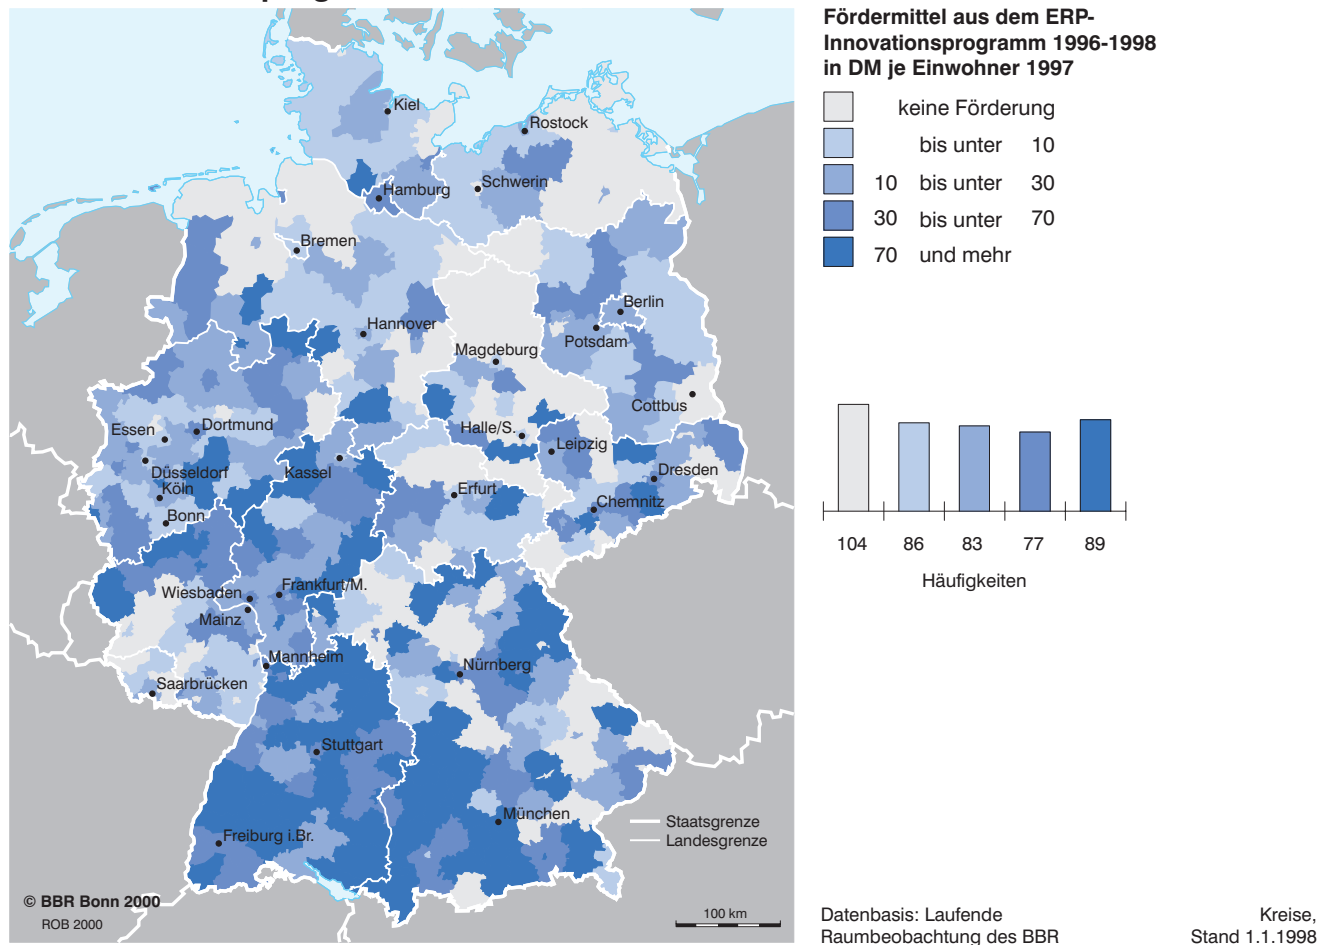 Fördermittel aus dem ERP-
Innovationsprogramm 1996-1998
in DM je Einwohner 1997
keine Förderung
bis unter 10
10 bis unter 30
30 bis unter 70
70 und mehr
104 86 83 77 89
Häufigkeiten
Kiel
Rostock
Schwerin
Hamburg
Bremen
Berlin
Hannover
Potsdam
Magdeburg
Cottbus
Essen
Dortmund
Halle/S.
Leipzig
Düsseldorf
Kassel
Dresden
Köln
Erfurt
Chemnitz
Bonn
Frankfurt/M.
Wiesbaden
Mainz
Mannheim
Nürnberg
Saarbrücken
Stuttgart
München
Freiburg i.Br.
Staatsgrenze
Landesgrenze
© BBR Bonn 2000
ROB 2000
100 km
Datenbasis: Laufende
Raumbeobachtung des BBR
Kreise,
Stand 1.1.1998